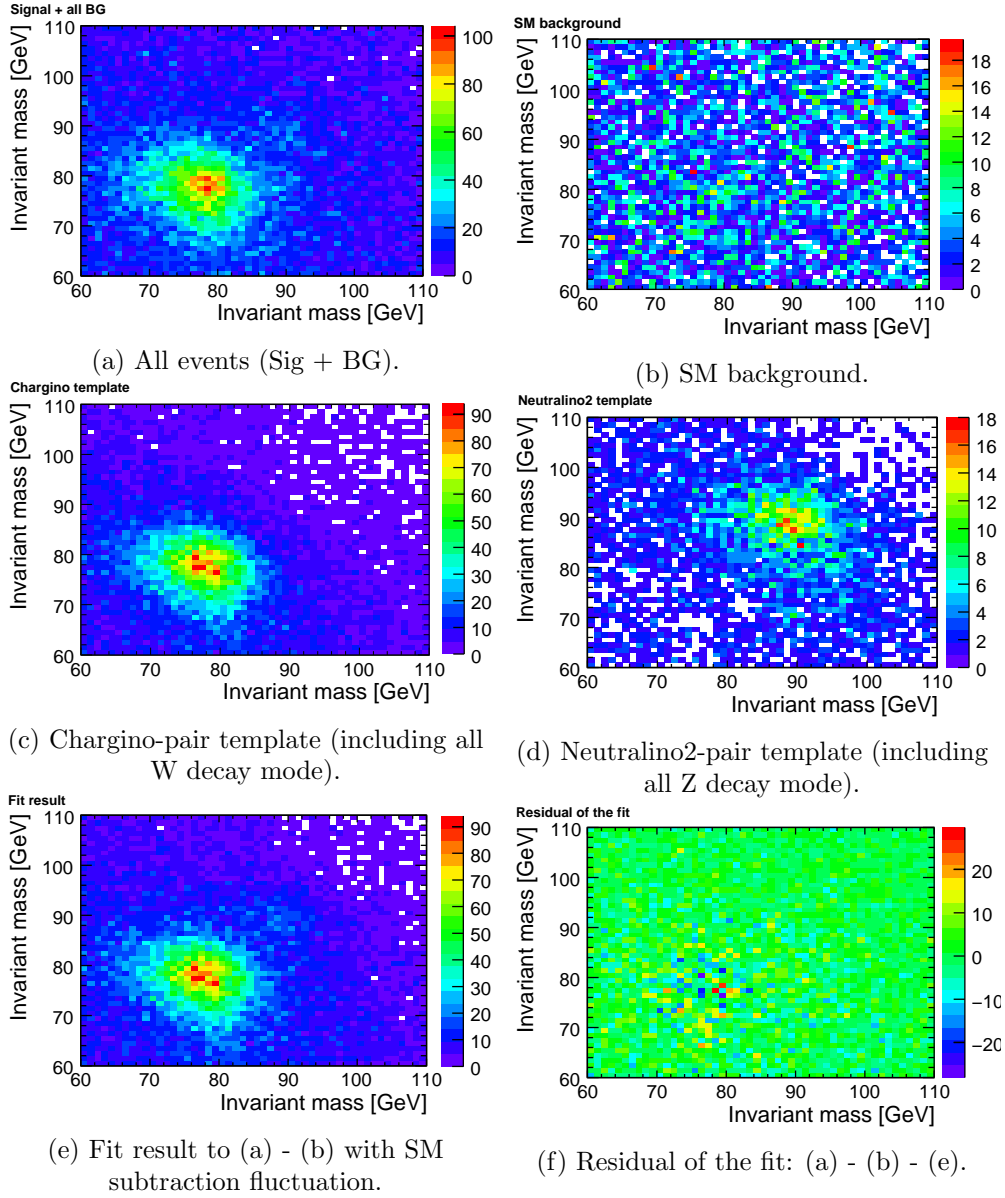 Signal + all BG
Invariant mass [GeV]
110
100
90
80
70
60
60 70 80 90 100 110
Invariant mass [GeV]
100
80
60
40
20
0
(a) All events (Sig + BG).
SM background
Invariant mass [GeV]
110
100
90
80
70
60
60 70 80 90 100 110
Invariant mass [GeV]
18
16
14
12
10
8
6
4
2
0
(b) SM background.
Chargino template
Invariant mass [GeV]
110
100
90
80
70
60
60 70 80 90 100 110
Invariant mass [GeV]
90
80
70
60
50
40
30
20
10
0
(c) Chargino-pair template (including all
W decay mode).
Neutralino2 template
Invariant mass [GeV]
110
100
90
80
70
60
60 70 80 90 100 110
Invariant mass [GeV]
18
16
14
12
10
8
6
4
2
0
(d) Neutralino2-pair template (including
all Z decay mode).
Fit result
Invariant mass [GeV]
110
100
90
80
70
60
60 70 80 90 100 110
Invariant mass [GeV]
90
80
70
60
50
40
30
20
10
0
(e) Fit result to (a) - (b) with SM
subtraction fluctuation.
Residual of the fit
Invariant mass [GeV]
110
100
90
80
70
60
60 70 80 90 100 110
Invariant mass [GeV]
20
10
0
−10
−20
(f) Residual of the fit: (a) - (b) - (e).